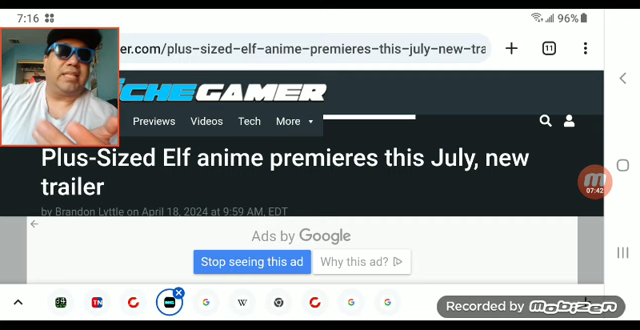 7:16
96%
er.com/plus-sized-elf-anime-premieres-this-july-new-tra
11
CHEGAMER
Previews Videos Tech More
Plus-Sized Elf anime premieres this July, new
trailer
by Brandon Lyttle on April 18, 2024 at 9:59 AM, EDT
07:42
Ads by Google
Stop seeing this ad Why this ad?
Recorded by Mobizen